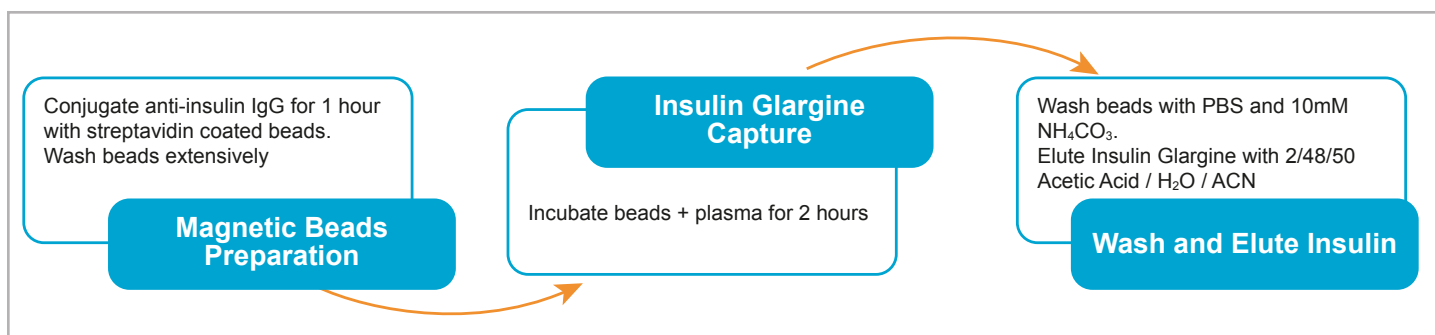 Conjugate anti-insulin IgG for 1 hour
with streptavidin coated beads.
Wash beads extensively
Magnetic Beads
Preparation
Insulin Glargine
Capture
Incubate beads + plasma for 2 hours
Wash beads with PBS and 10mM
NH₄CO₃.
Elute Insulin Glargine with 2/48/50
Acetic Acid / H₂O / ACN
Wash and Elute Insulin